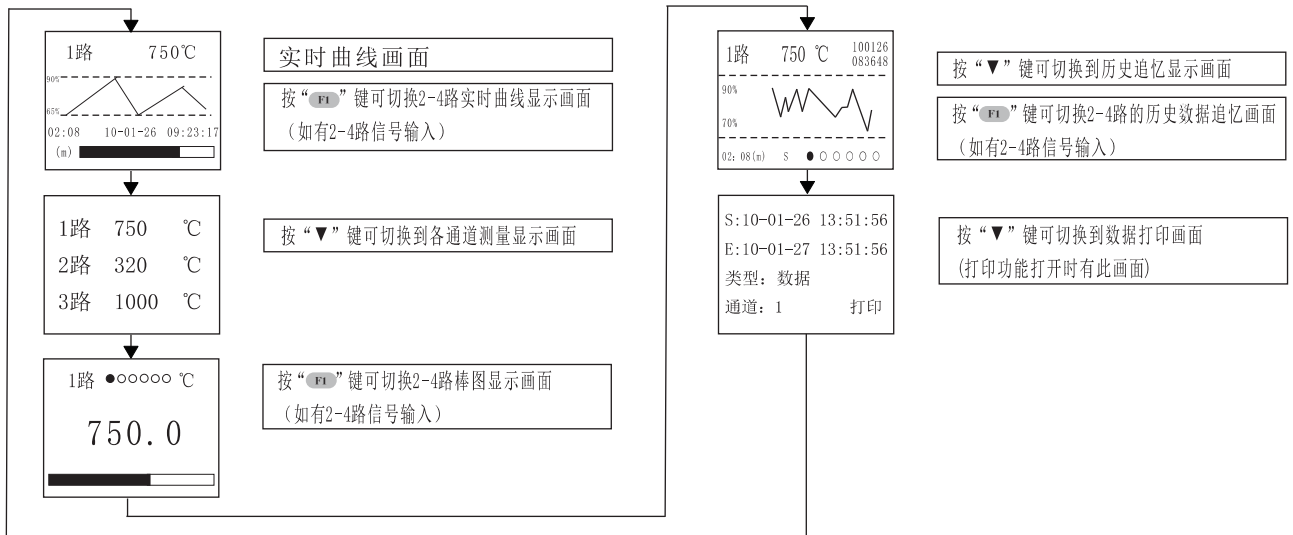 1路 750℃
90%
65%
02:08 10-01-26 09:23:17
(m)
实时曲线画面
按“F1”键可切换2-4路实时曲线显示画面
（如有2-4路信号输入）
1路 750 ℃
2路 320 ℃
3路 1000 ℃
按“▼”键可切换到各通道测量显示画面
1路 ●○○○○○ ℃
750.0
按“F1”键可切换2-4路棒图显示画面
（如有2-4路信号输入）
1路 750 ℃ 100126
083648
90%
70%
02: 08(m) S ●○○○○○
按“▼”键可切换到历史追忆显示画面
按“F1”键可切换2-4路的历史数据追忆画面
（如有2-4路信号输入）
S:10-01-26 13:51:56
E:10-01-27 13:51:56
类型: 数据
通道: 1 打印
按“▼”键可切换到数据打印画面
(打印功能打开时有此画面)